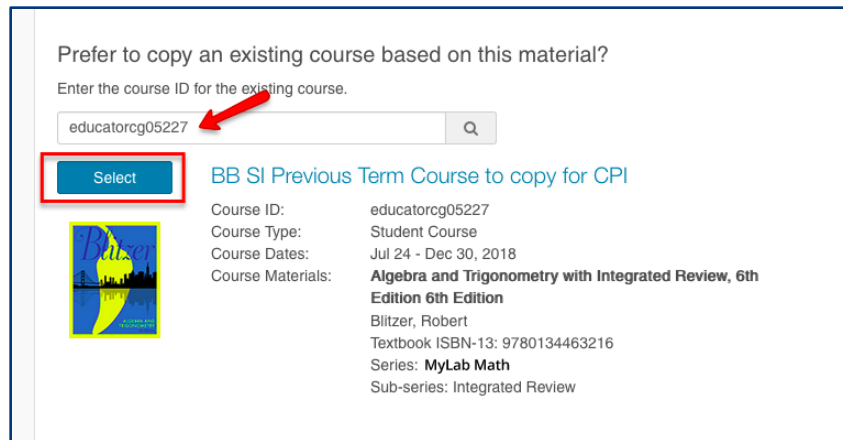 Prefer to copy an existing course based on this material?
Enter the course ID for the existing course.
educatorcg05227
Select
BB SI Previous Term Course to copy for CPI
Course ID: educatorcg05227
Course Type: Student Course
Course Dates: Jul 24 - Dec 30, 2018
Course Materials: Algebra and Trigonometry with Integrated Review, 6th
Edition 6th Edition
Blitzer, Robert
Textbook ISBN-13: 9780134463216
Series: MyLab Math
Sub-series: Integrated Review
Blitzer
ALGEBRA AND
TRIGONOMETRY